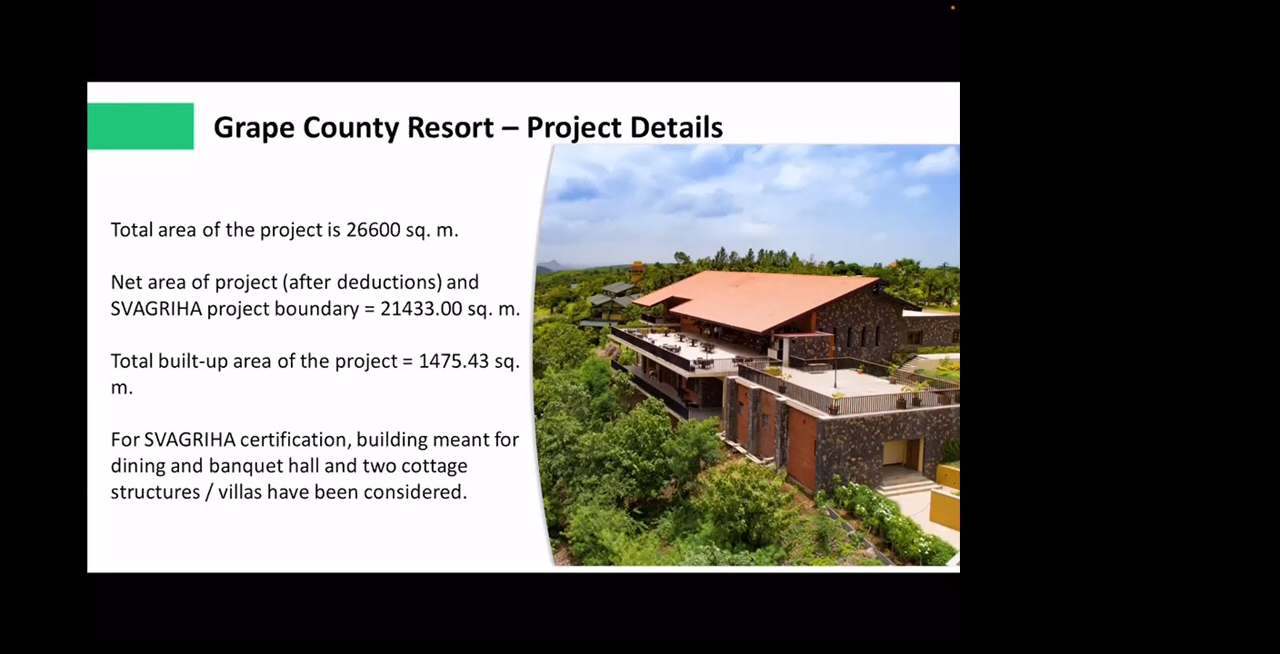 Grape County Resort – Project Details
Total area of the project is 26600 sq. m.
Net area of project (after deductions) and
SVAGRIHA project boundary = 21433.00 sq. m.
Total built-up area of the project = 1475.43 sq.
m.
For SVAGRIHA certification, building meant for
dining and banquet hall and two cottage
structures / villas have been considered.